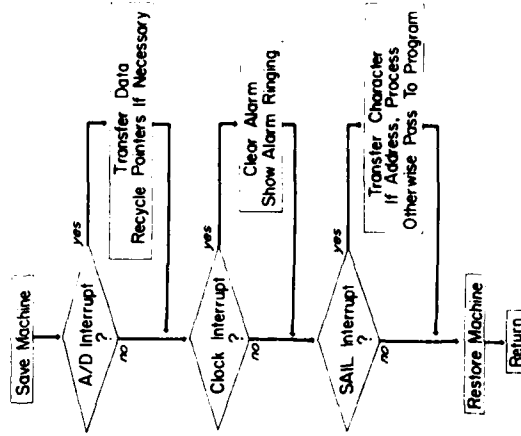 Save Machine
A/D Interrupt
?
yes
no
Transfer Data
Recycle Pointers If Necessary
Clock Interrupt
?
yes
no
Clear Alarm
Show Alarm Ringing
SAIL Interrupt
?
yes
no
Transfer Character
If Address, Process
Otherwise Pass To Program
Restore Machine
Return